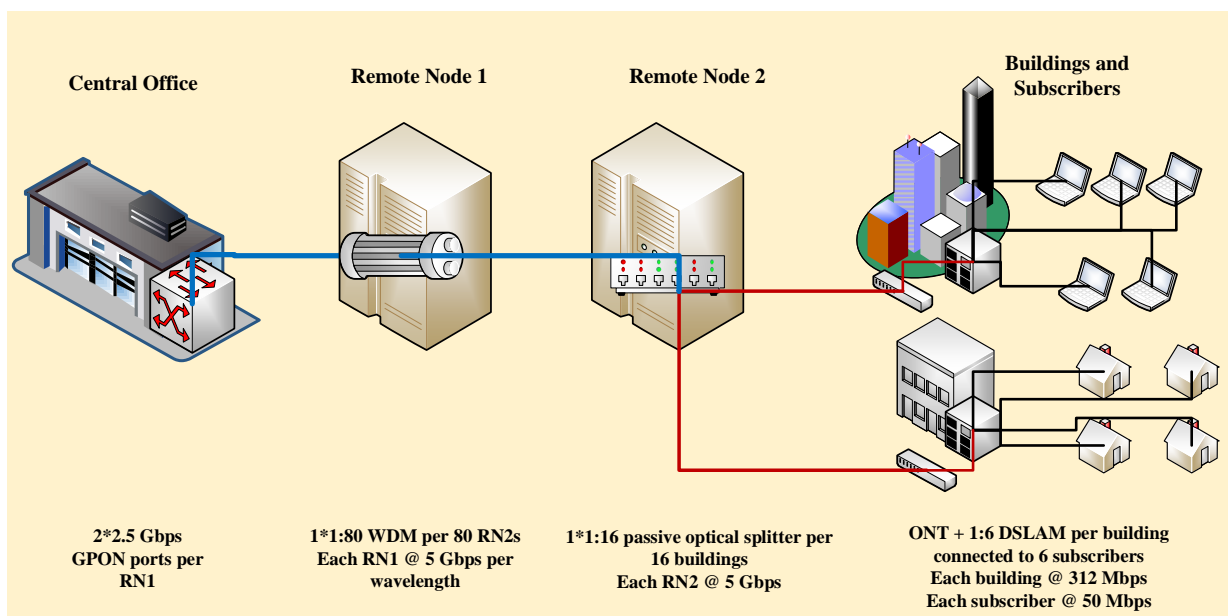 Central Office
Remote Node 1
Remote Node 2
Buildings and
Subscribers
2*2.5 Gbps
GPON ports per
RN1
1*1:80 WDM per 80 RN2s
Each RN1 @ 5 Gbps per
wavelength
1*1:16 passive optical splitter per
16 buildings
Each RN2 @ 5 Gbps
ONT + 1:6 DSLAM per building
connected to 6 subscribers
Each building @ 312 Mbps
Each subscriber @ 50 Mbps